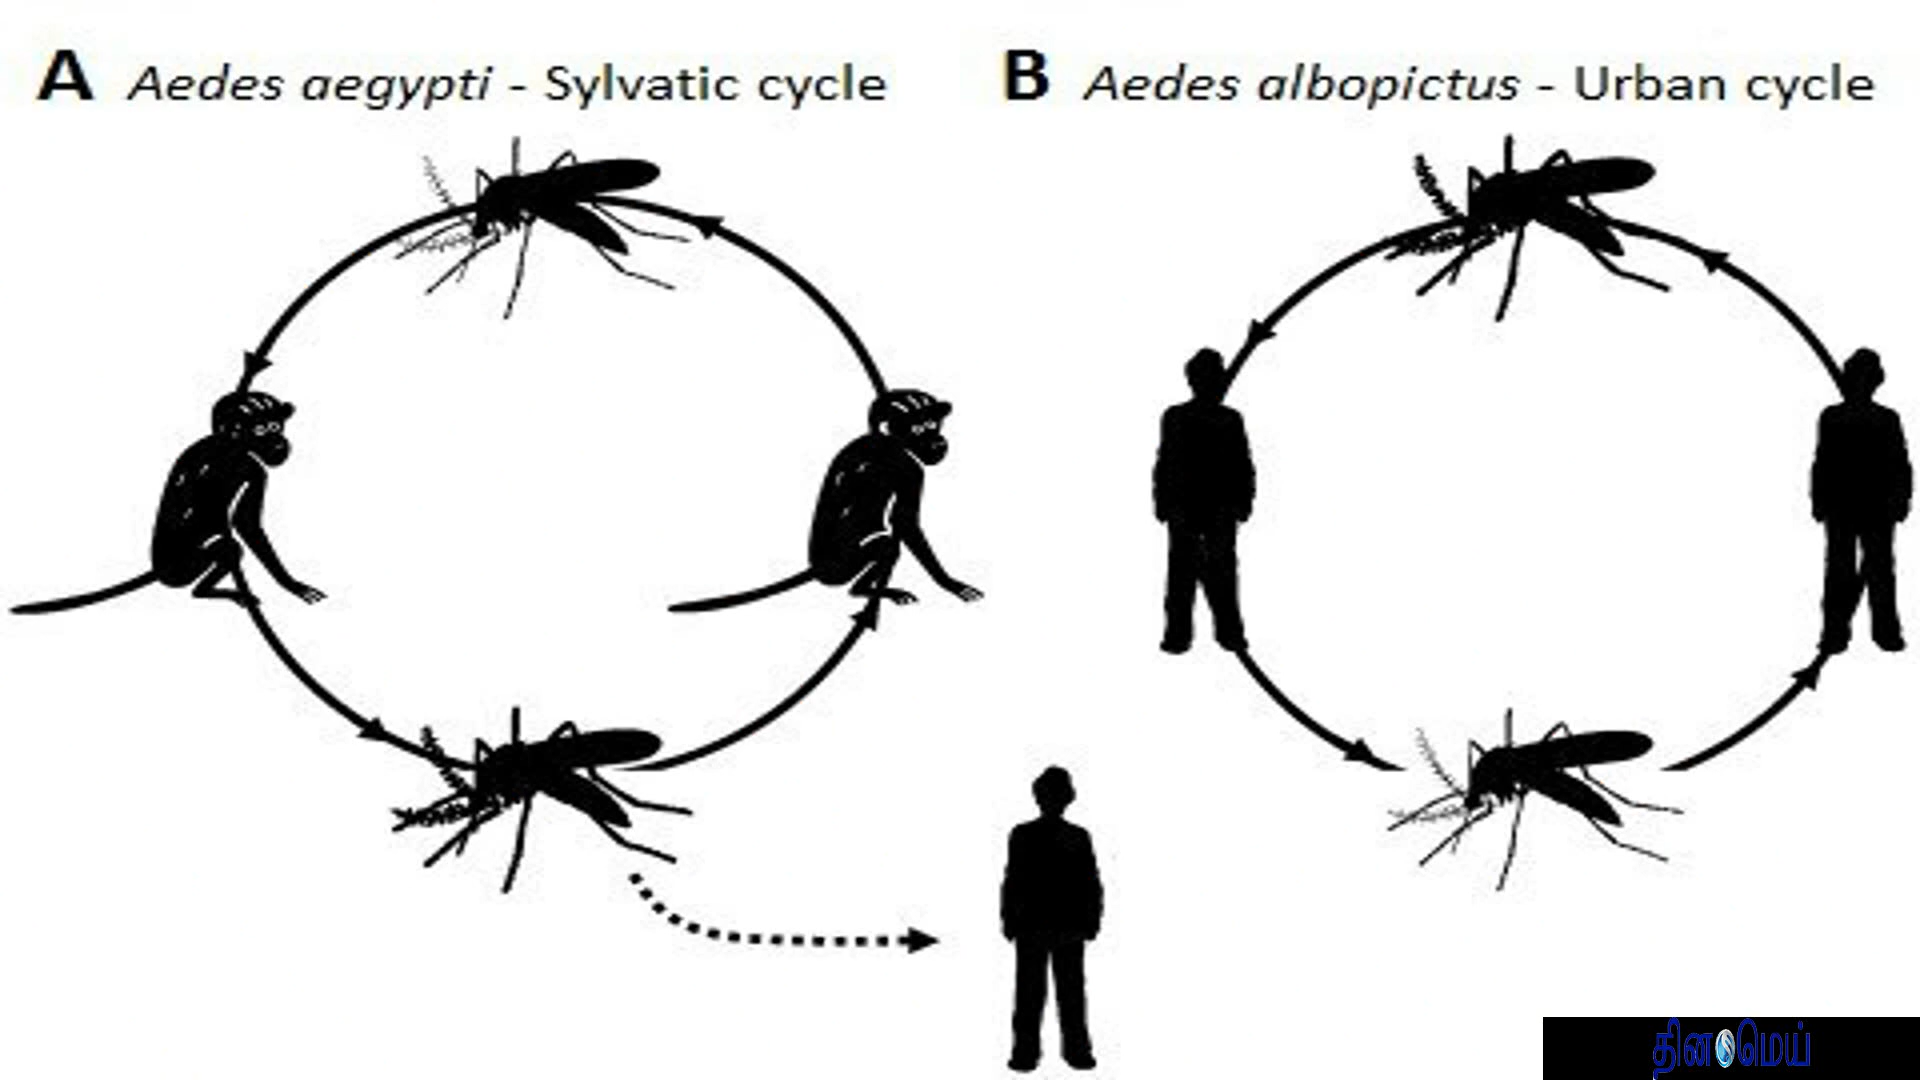 A Aedes aegypti - Sylvatic cycle
B Aedes albopictus - Urban cycle
தினமெய்